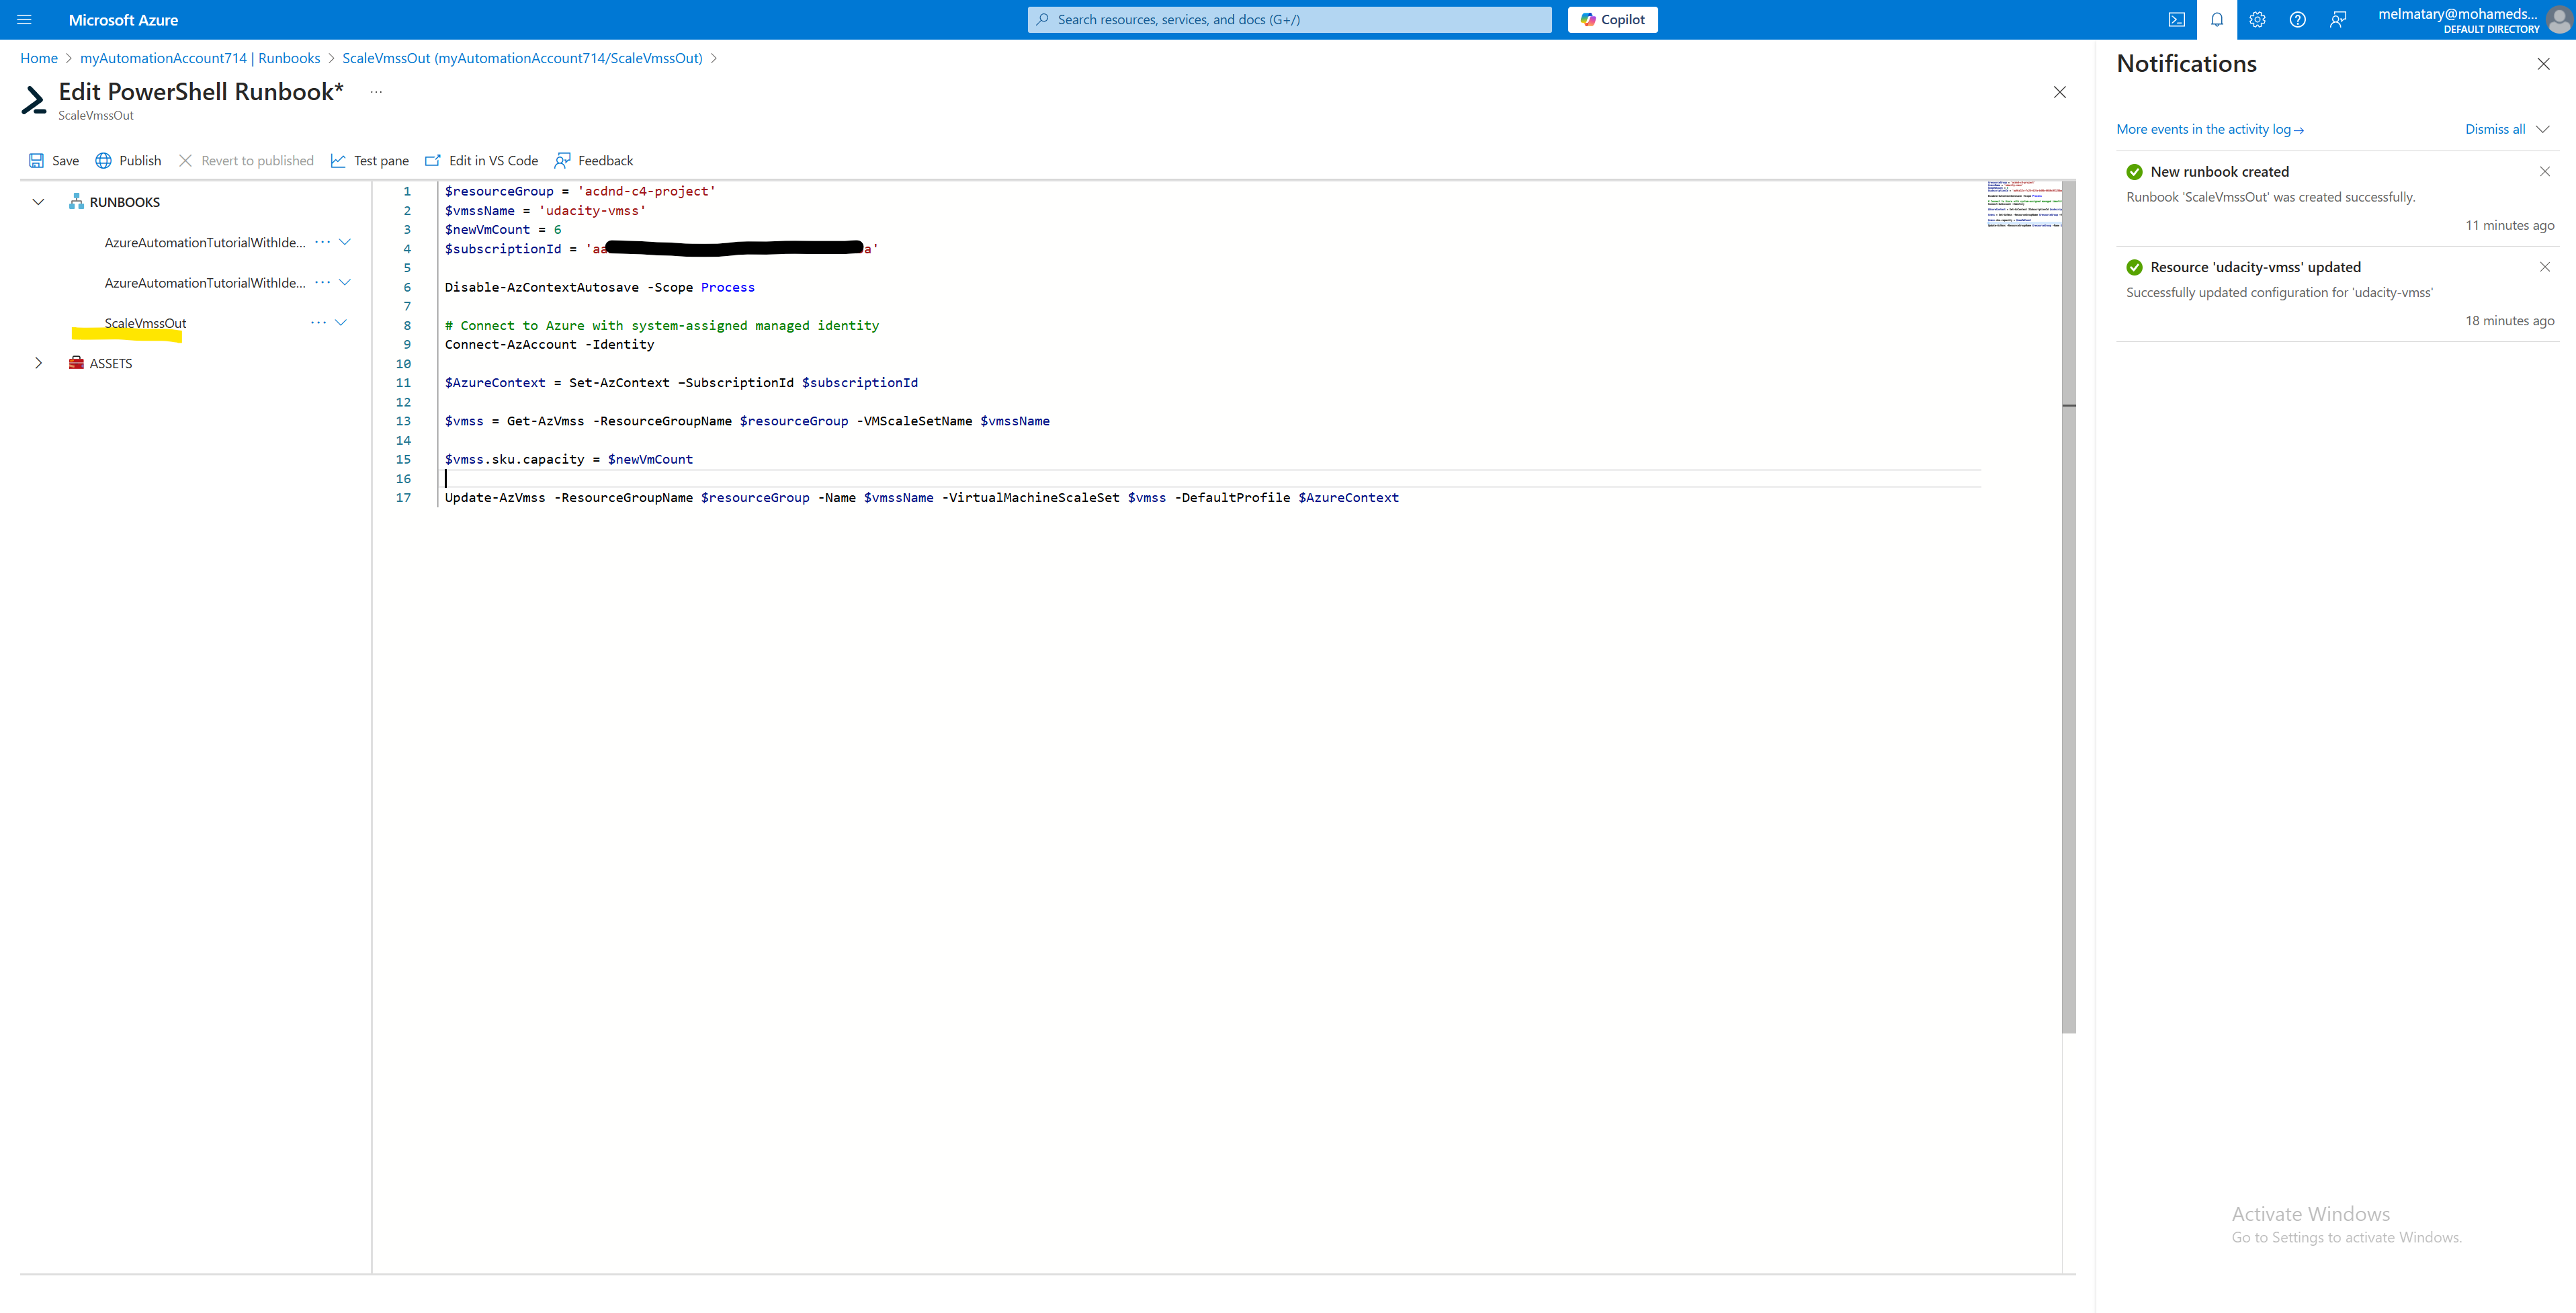 Microsoft Azure
Search resources, services, and docs (G+/)
Copilot
melmatary@mohameds...
DEFAULT DIRECTORY
Home > myAutomationAccount714 | Runbooks > ScaleVmssOut (myAutomationAccount714/ScaleVmssOut) >
Edit PowerShell Runbook* ...
ScaleVmssOut
Save Publish Revert to published Test pane Edit in VS Code Feedback
RUNBOOKS
AzureAutomationTutorialWithIde... ...
AzureAutomationTutorialWithIde... ...
ScaleVmssOut ...
ASSETS
1 $resourceGroup = 'acdnd-c4-project'
2 $vmssName = 'udacity-vmss'
3 $newVmCount = 6
4 $subscriptionId = 'aa a'
5
6 Disable-AzContextAutosave -Scope Process
7
8 # Connect to Azure with system-assigned managed identity
9 Connect-AzAccount -Identity
10
11 $AzureContext = Set-AzContext –SubscriptionId $subscriptionId
12
13 $vmss = Get-AzVmss -ResourceGroupName $resourceGroup -VMScaleSetName $vmssName
14
15 $vmss.sku.capacity = $newVmCount
16
17 Update-AzVmss -ResourceGroupName $resourceGroup -Name $vmssName -VirtualMachineScaleSet $vmss -DefaultProfile $AzureContext
Notifications
More events in the activity log →
Dismiss all
New runbook created
Runbook 'ScaleVmssOut' was created successfully.
11 minutes ago
Resource 'udacity-vmss' updated
Successfully updated configuration for 'udacity-vmss'
18 minutes ago
Activate Windows
Go to Settings to activate Windows.